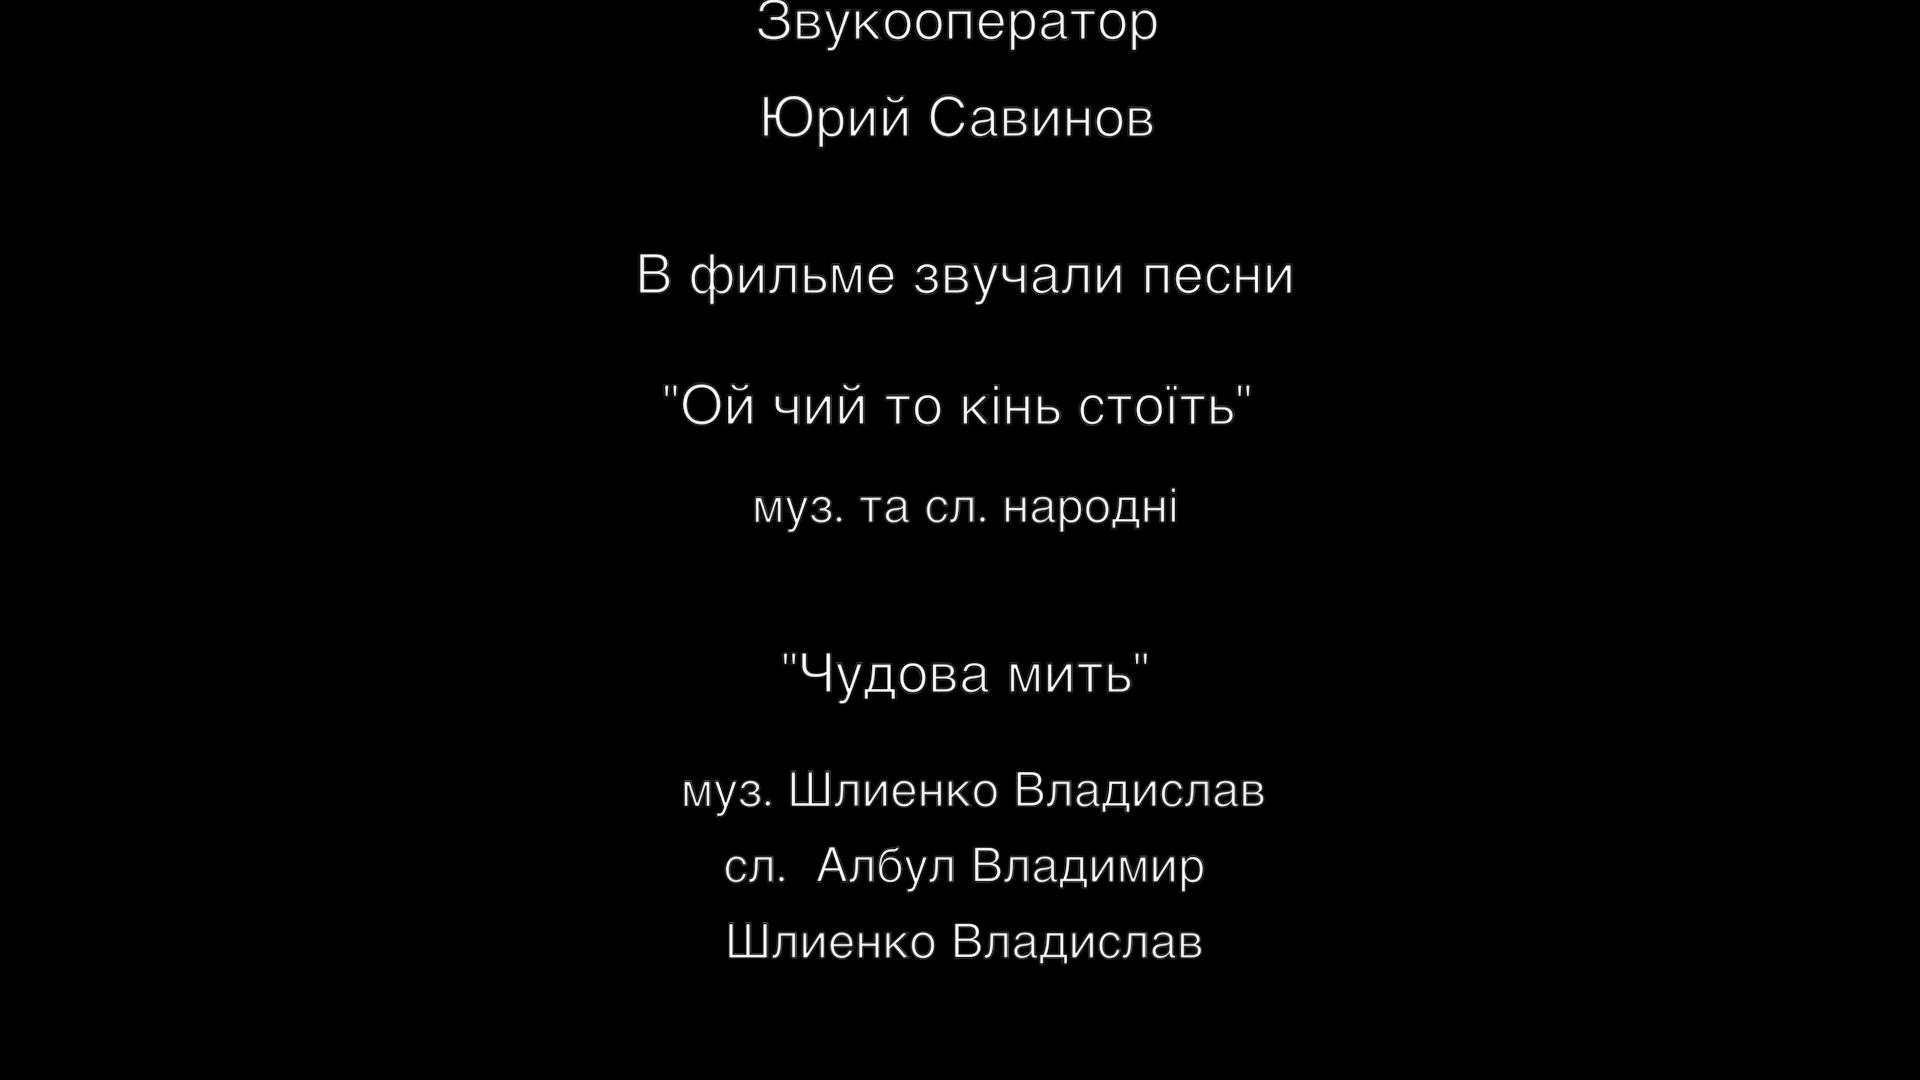 Звукооператор
Юрий Савинов
В фильме звучали песни
"Ой чий то кінь стоїть"
муз. та сл. народні
"Чудова мить"
муз. Шлиенко Владислав
сл. Албул Владимир
Шлиенко Владислав